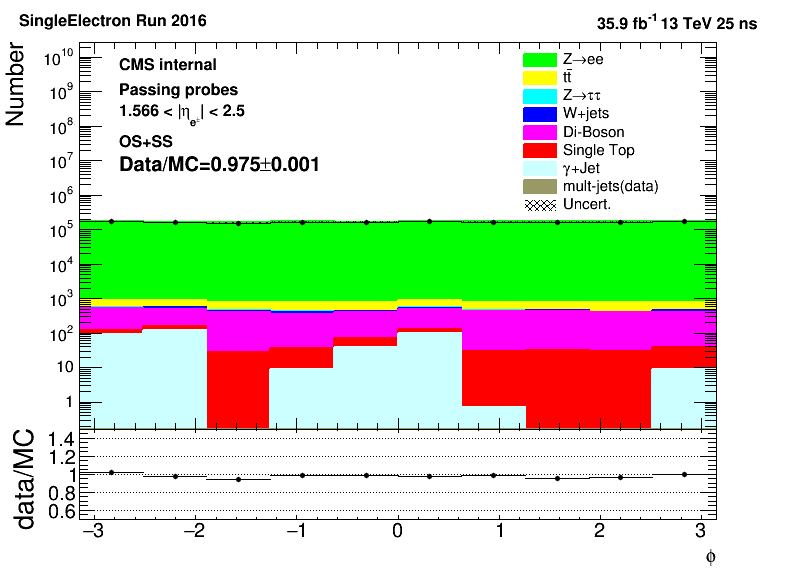 SingleElectron Run 2016
35.9 fb⁻¹ 13 TeV 25 ns
Number
10¹⁰
10⁹
10⁸
10⁷
10⁶
10⁵
10⁴
10³
10²
10
1
CMS internal
Passing probes
1.566 < |η_e±| < 2.5
OS+SS
Data/MC=0.975±0.001
Z→ee
tt̄
Z→ττ
W+jets
Di-Boson
Single Top
γ+Jet
mult-jets(data)
Uncert.
data/MC
1.4
1.2
1
0.8
0.6
−3 −2 −1 0 1 2 3
ϕ